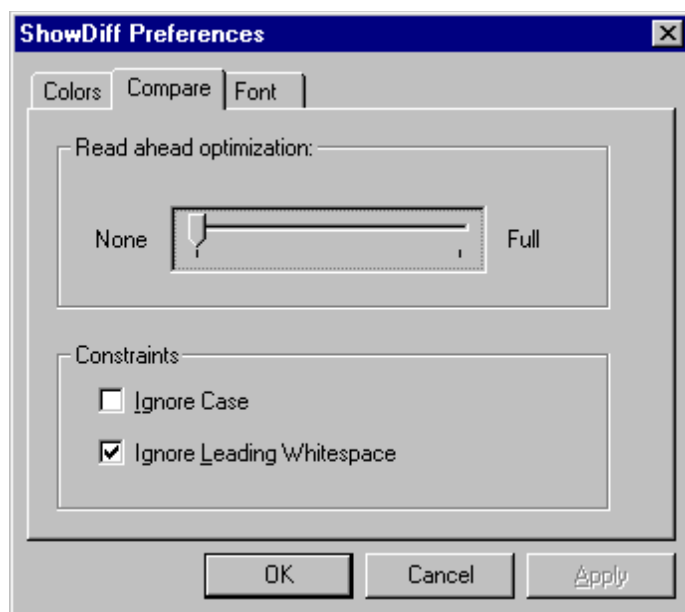 ShowDiff Preferences
Colors Compare Font
Read ahead optimization:
None Full
Constraints
Ignore Case
Ignore Leading Whitespace
OK Cancel Apply